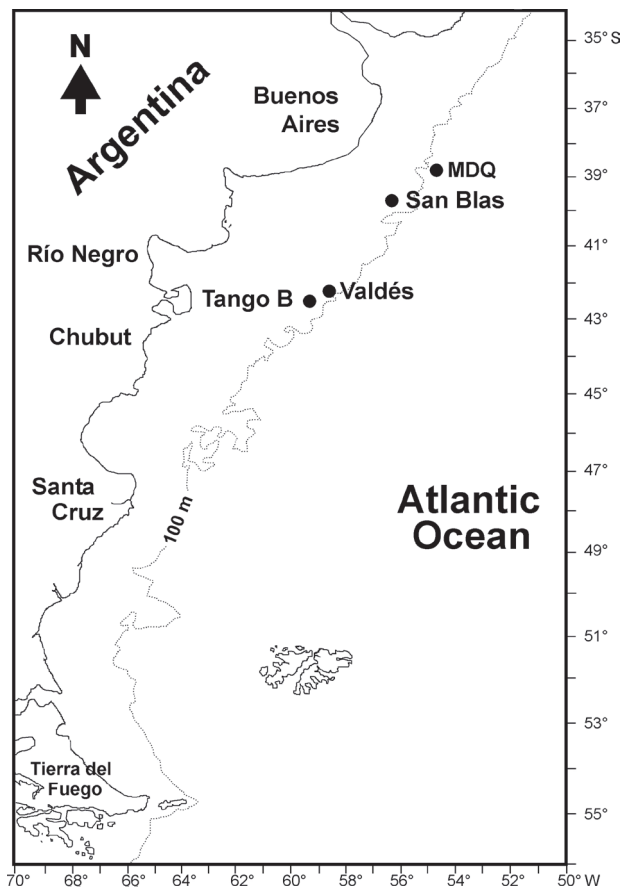 N
Argentina
Buenos
Aires
MDQ
San Blas
Río Negro
Tango B
Valdés
Chubut
Santa
Cruz
100 m
Atlantic
Ocean
Tierra del
Fuego
35° S
37°
39°
41°
43°
45°
47°
49°
51°
53°
55°
70° 68° 66° 64° 62° 60° 58° 56° 54° 52° 50° W